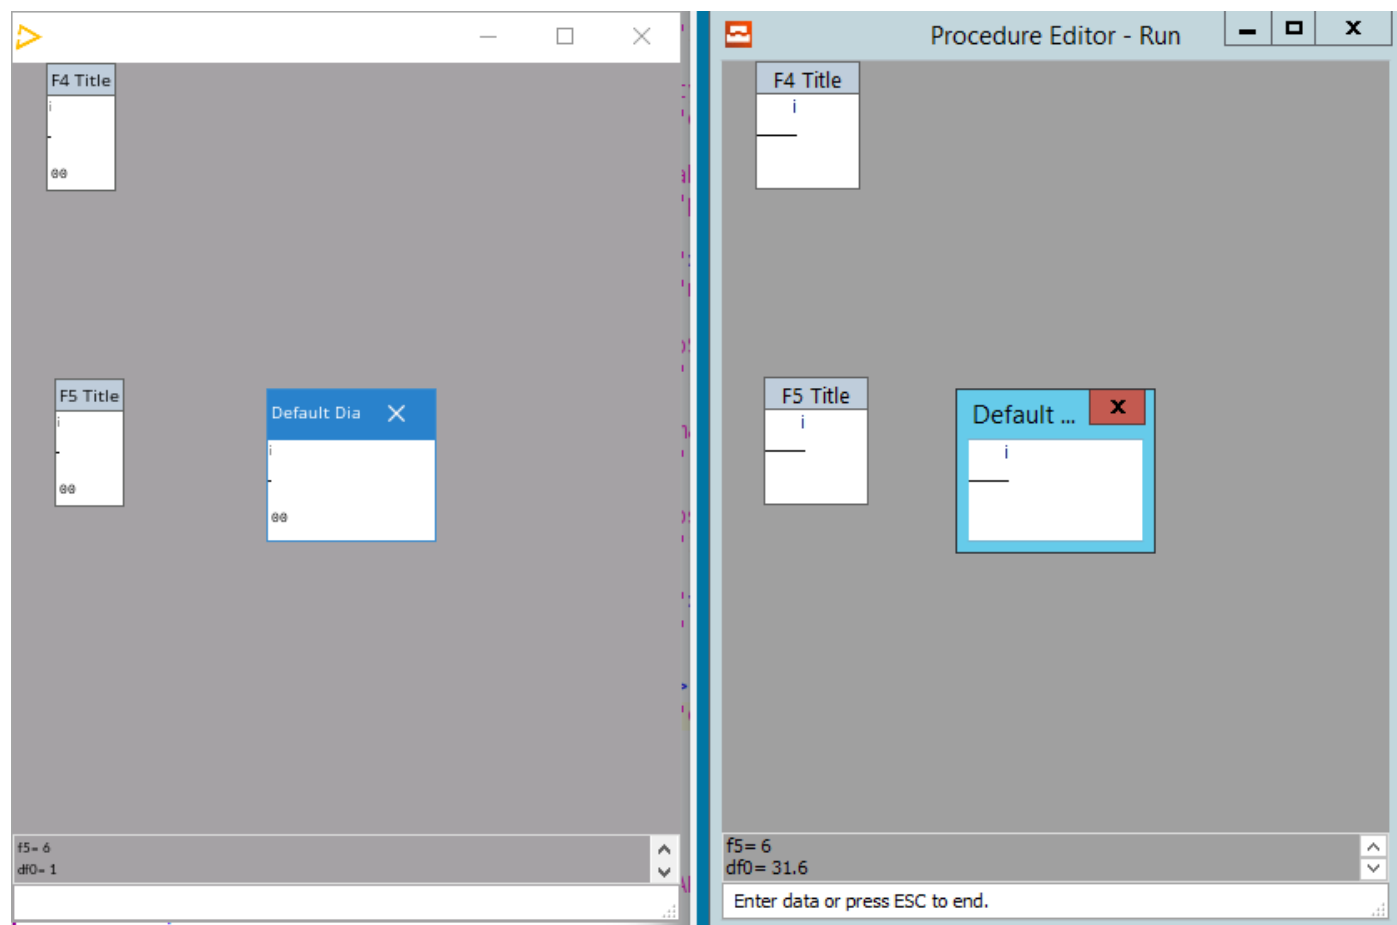 F4 Title
i
@@
F5 Title
i
@@
Default Dia
i
@@
f5= 6
df0= 1
Procedure Editor - Run
F4 Title
i
F5 Title
i
Default ...
i
f5= 6
df0= 31.6
Enter data or press ESC to end.